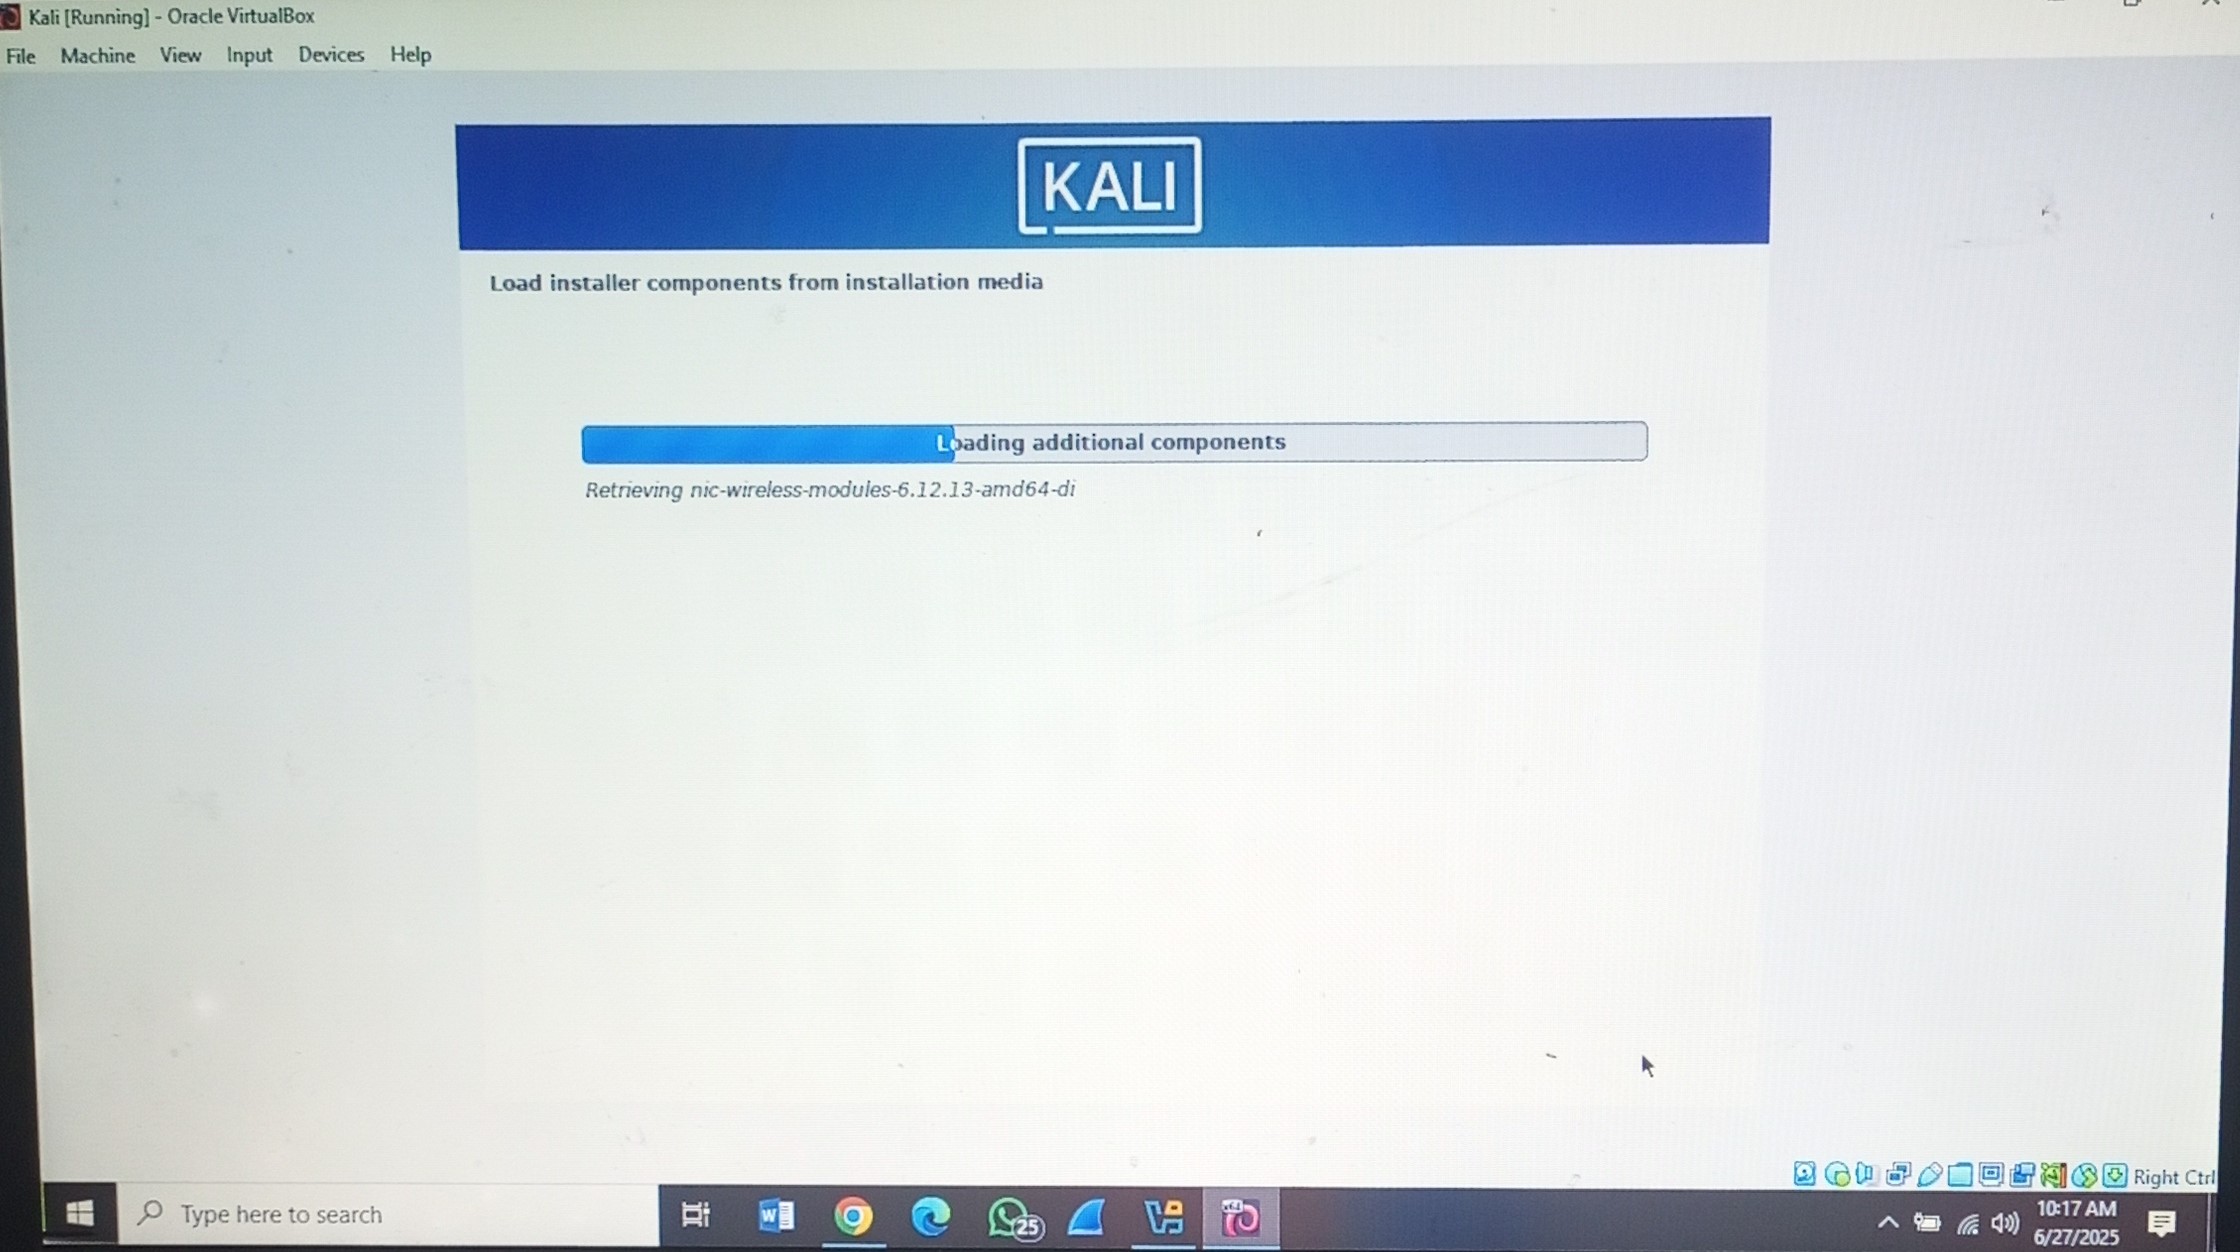 Kali [Running] - Oracle VirtualBox
File Machine View Input Devices Help
KALI
Load installer components from installation media
Loading additional components
Retrieving nic-wireless-modules-6.12.13-amd64-di
Right Ctrl
Type here to search
W
25
x64
10:17 AM
6/27/2025